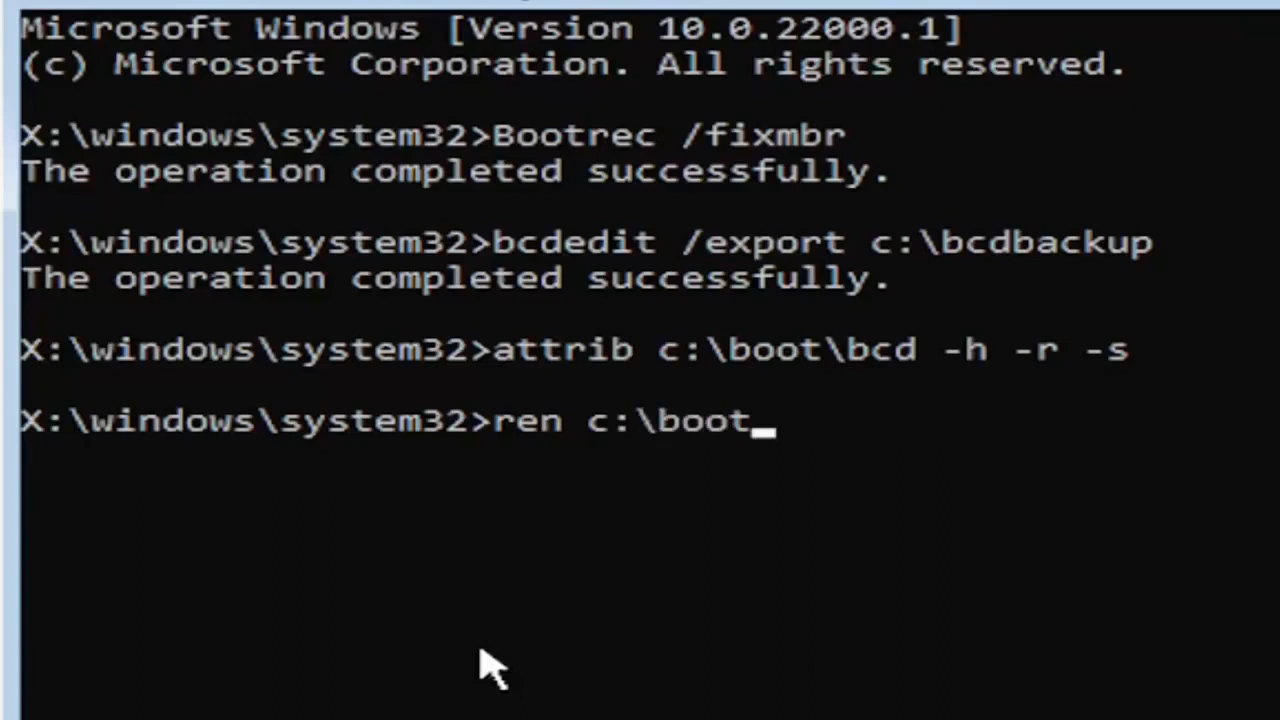 Microsoft Windows [Version 10.0.22000.1]
(c) Microsoft Corporation. All rights reserved.
X:\windows\system32>Bootrec /fixmbr
The operation completed successfully.
X:\windows\system32>bcdedit /export c:\bcdbackup
The operation completed successfully.
X:\windows\system32>attrib c:\boot\bcd -h -r -s
X:\windows\system32>ren c:\boot